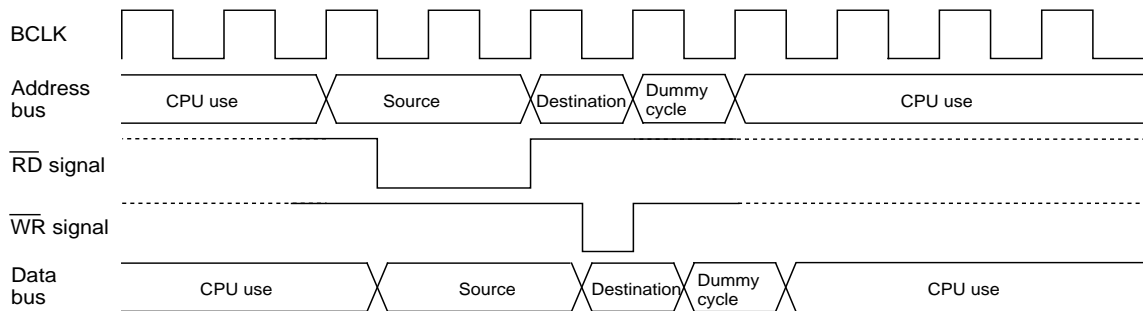 BCLK
Address
bus
CPU use
Source
Destination
Dummy
cycle
CPU use
RD signal
WR signal
Data
bus
CPU use
Source
Destination
Dummy
cycle
CPU use